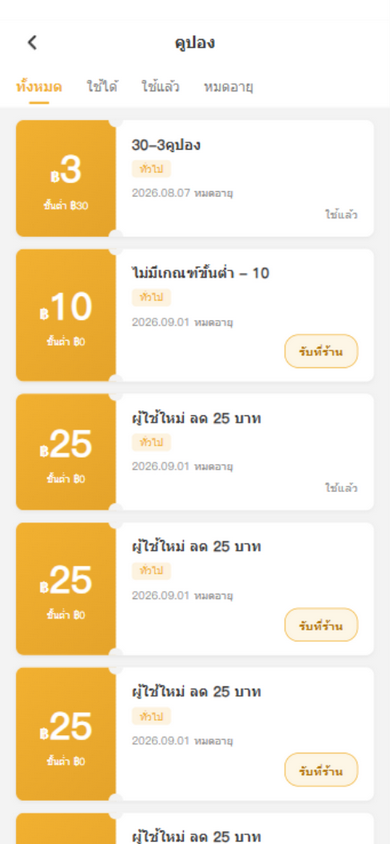 คูปอง
ทั้งหมด ใช้ได้ ใช้แล้ว หมดอายุ
฿3
ขั้นต่ำ ฿30
30-3คูปอง
ทั่วไป
2026.08.07 หมดอายุ
ใช้แล้ว
฿10
ขั้นต่ำ ฿0
ไม่มีเกณฑ์ขั้นต่ำ - 10
ทั่วไป
2026.09.01 หมดอายุ
รับที่ร้าน
฿25
ขั้นต่ำ ฿0
ผู้ใช้ใหม่ ลด 25 บาท
ทั่วไป
2026.09.01 หมดอายุ
ใช้แล้ว
฿25
ขั้นต่ำ ฿0
ผู้ใช้ใหม่ ลด 25 บาท
ทั่วไป
2026.09.01 หมดอายุ
รับที่ร้าน
฿25
ขั้นต่ำ ฿0
ผู้ใช้ใหม่ ลด 25 บาท
ทั่วไป
2026.09.01 หมดอายุ
รับที่ร้าน
ผู้ใช้ใหม่ ลด 25 บาท